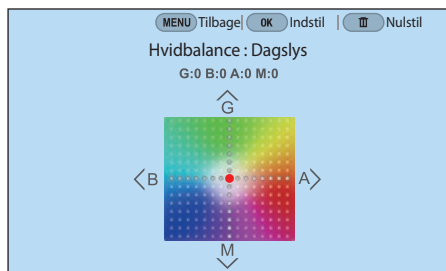 MENU Tilbage| OK Indstil | Nulstil
Hvidbalance : Dagslys
G:0 B:0 A:0 M:0
G
B A
M